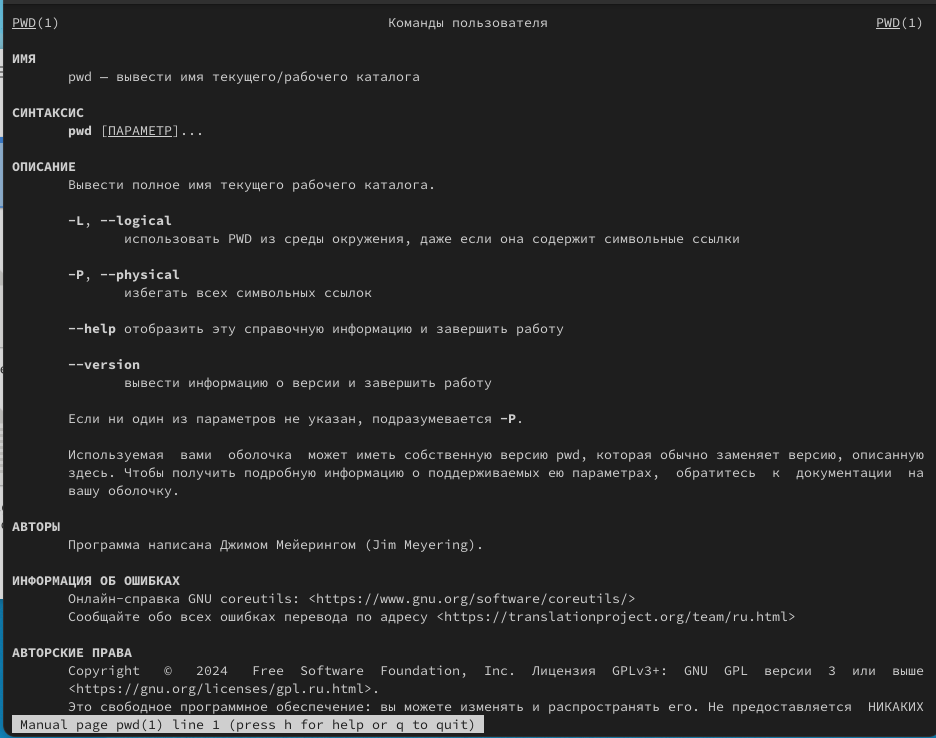 PWD(1) Команды пользователя PWD(1)
ИМЯ
pwd — вывести имя текущего/рабочего каталога
СИНТАКСИС
pwd [ПАРАМЕТР]...
ОПИСАНИЕ
Вывести полное имя текущего рабочего каталога.
-L, --logical
использовать PWD из среды окружения, даже если она содержит символьные ссылки
-P, --physical
избегать всех символьных ссылок
--help отобразить эту справочную информацию и завершить работу
--version
вывести информацию о версии и завершить работу
Если ни один из параметров не указан, подразумевается -P.
Используемая вами оболочка может иметь собственную версию pwd, которая обычно заменяет версию, описанную
здесь. Чтобы получить подробную информацию о поддерживаемых ею параметрах, обратитесь к документации на
вашу оболочку.
АВТОРЫ
Программа написана Джимом Мейерингом (Jim Meyering).
ИНФОРМАЦИЯ ОБ ОШИБКАХ
Онлайн-справка GNU coreutils: <https://www.gnu.org/software/coreutils/>
Сообщайте обо всех ошибках перевода по адресу <https://translationproject.org/team/ru.html>
АВТОРСКИЕ ПРАВА
Copyright © 2024 Free Software Foundation, Inc. Лицензия GPLv3+: GNU GPL версии 3 или выше
<https://gnu.org/licenses/gpl.ru.html>.
Это свободное программное обеспечение: вы можете изменять и распространять его. Не предоставляется НИКАКИХ
Manual page pwd(1) line 1 (press h for help or q to quit)